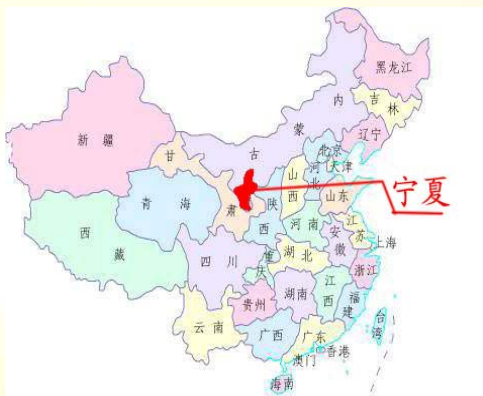 黑龙江
内
吉林
新疆
蒙
辽宁
古
北京
甘
天津
河北
山西
宁夏
山东
青海
肃
陕西
西藏
河南
江苏
安徽
上海
四川
重庆
湖北
浙江
湖南
江西
贵州
福建
云南
台湾
广西
广东
香港
澳门
海南